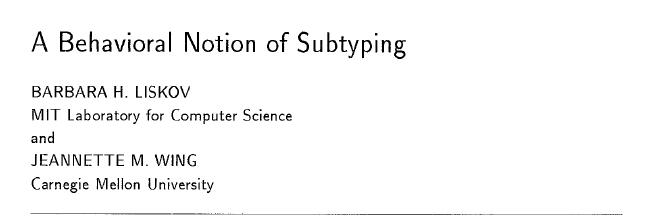 A Behavioral Notion of Subtyping
BARBARA H. LISKOV
MIT Laboratory for Computer Science
and
JEANNETTE M. WING
Carnegie Mellon University